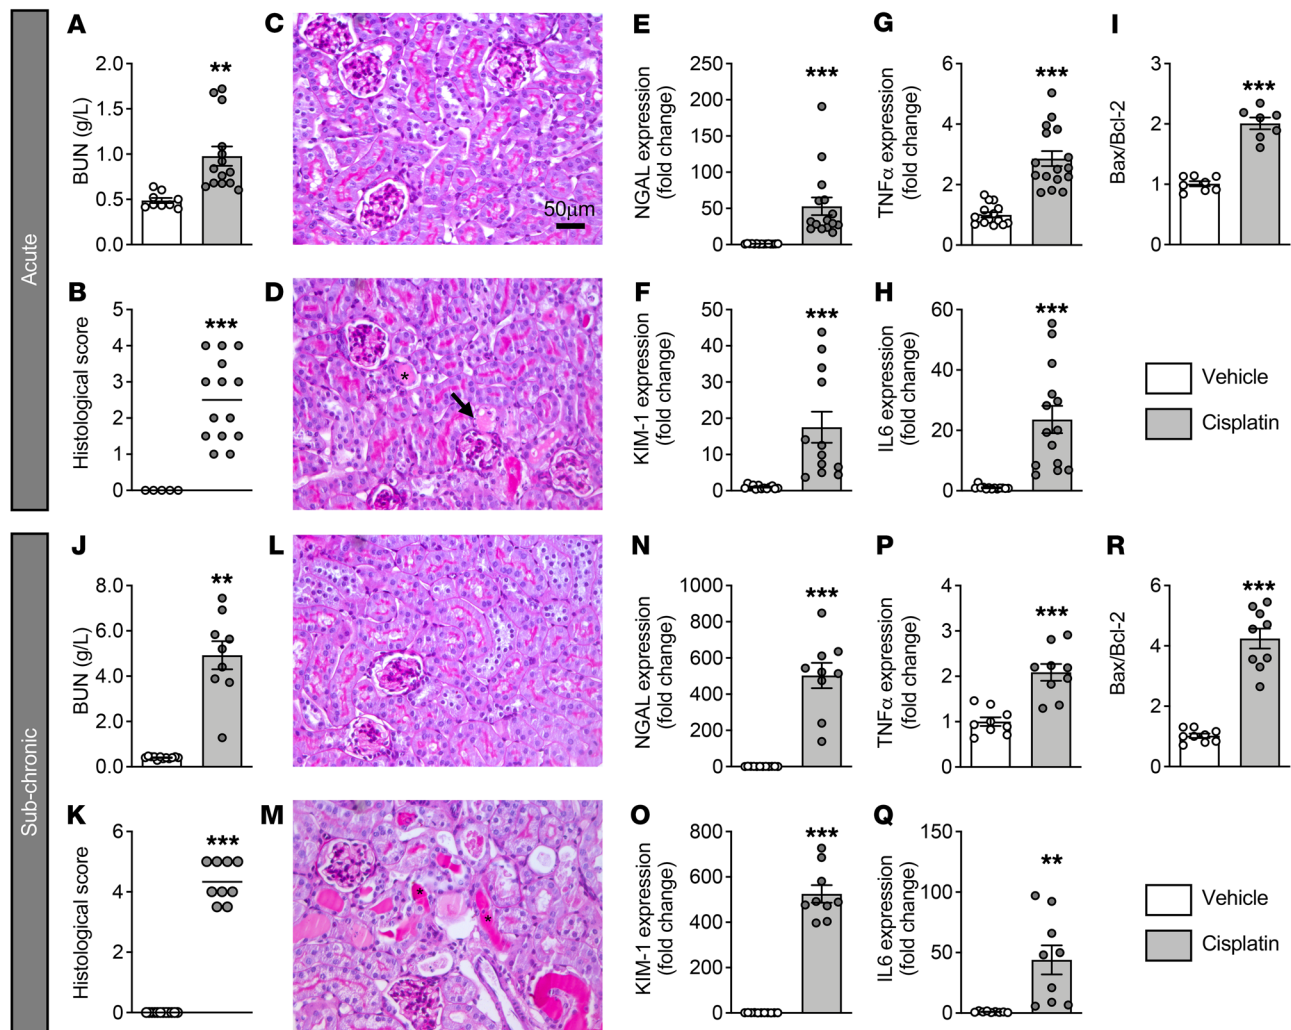 Acute
A
BUN (g/L)
2.0
1.5
1.0
0.5
0.0
**
C
50μm
E
NGAL expression
(fold change)
250
200
150
100
50
0
***
G
TNFα expression
(fold change)
6
4
2
0
***
I
Bax/Bcl-2
3
2
1
0
***
B
Histological score
5
4
3
2
1
0
***
D
*
F
KIM-1 expression
(fold change)
50
40
30
20
10
0
***
H
IL6 expression
(fold change)
60
40
20
0
***
Vehicle
Cisplatin
Sub-chronic
J
BUN (g/L)
8.0
6.0
4.0
2.0
0.0
**
L
N
NGAL expression
(fold change)
1000
800
600
400
200
0
***
P
TNFα expression
(fold change)
4
3
2
1
0
***
R
Bax/Bcl-2
6
4
2
0
***
K
Histological score
6
4
2
0
***
M
*
*
O
KIM-1 expression
(fold change)
800
600
400
200
0
***
Q
IL6 expression
(fold change)
150
100
50
0
**
Vehicle
Cisplatin